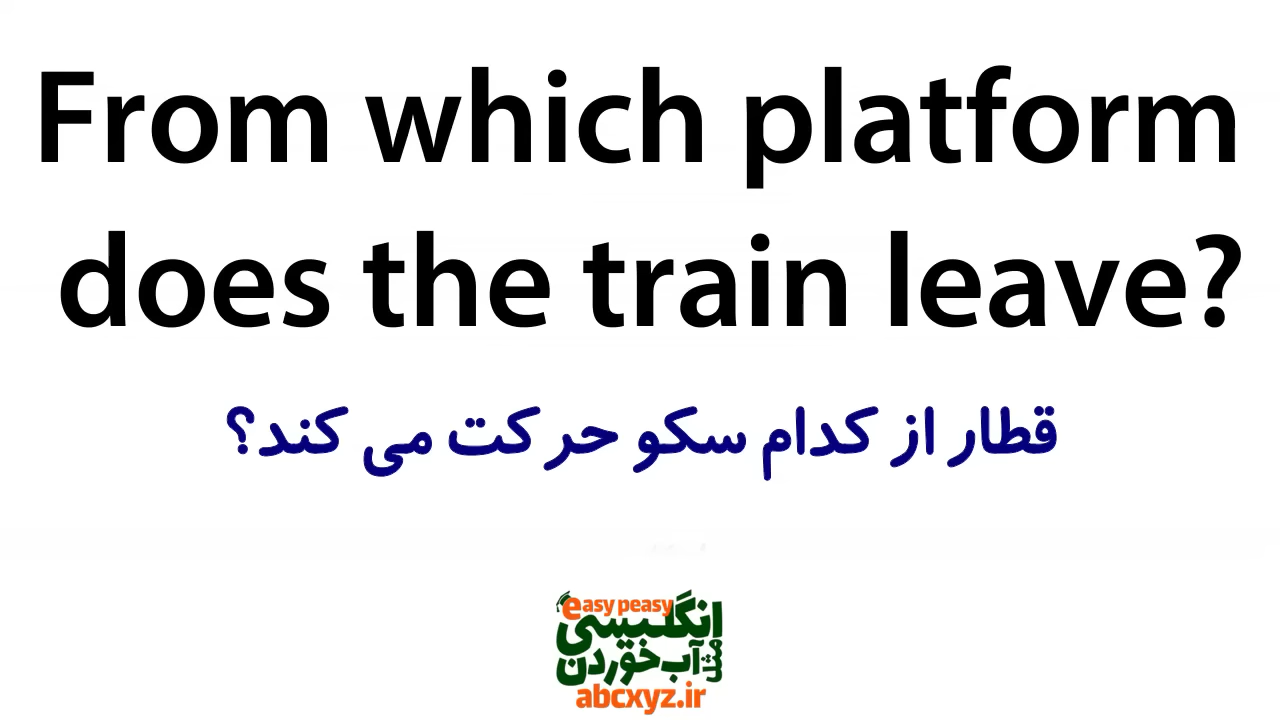 From which platform
does the train leave?
قطار از کدام سکو حرکت می کند؟
easy peasy
انگلیسی
مثل آب خوردن
abcxyz.ir